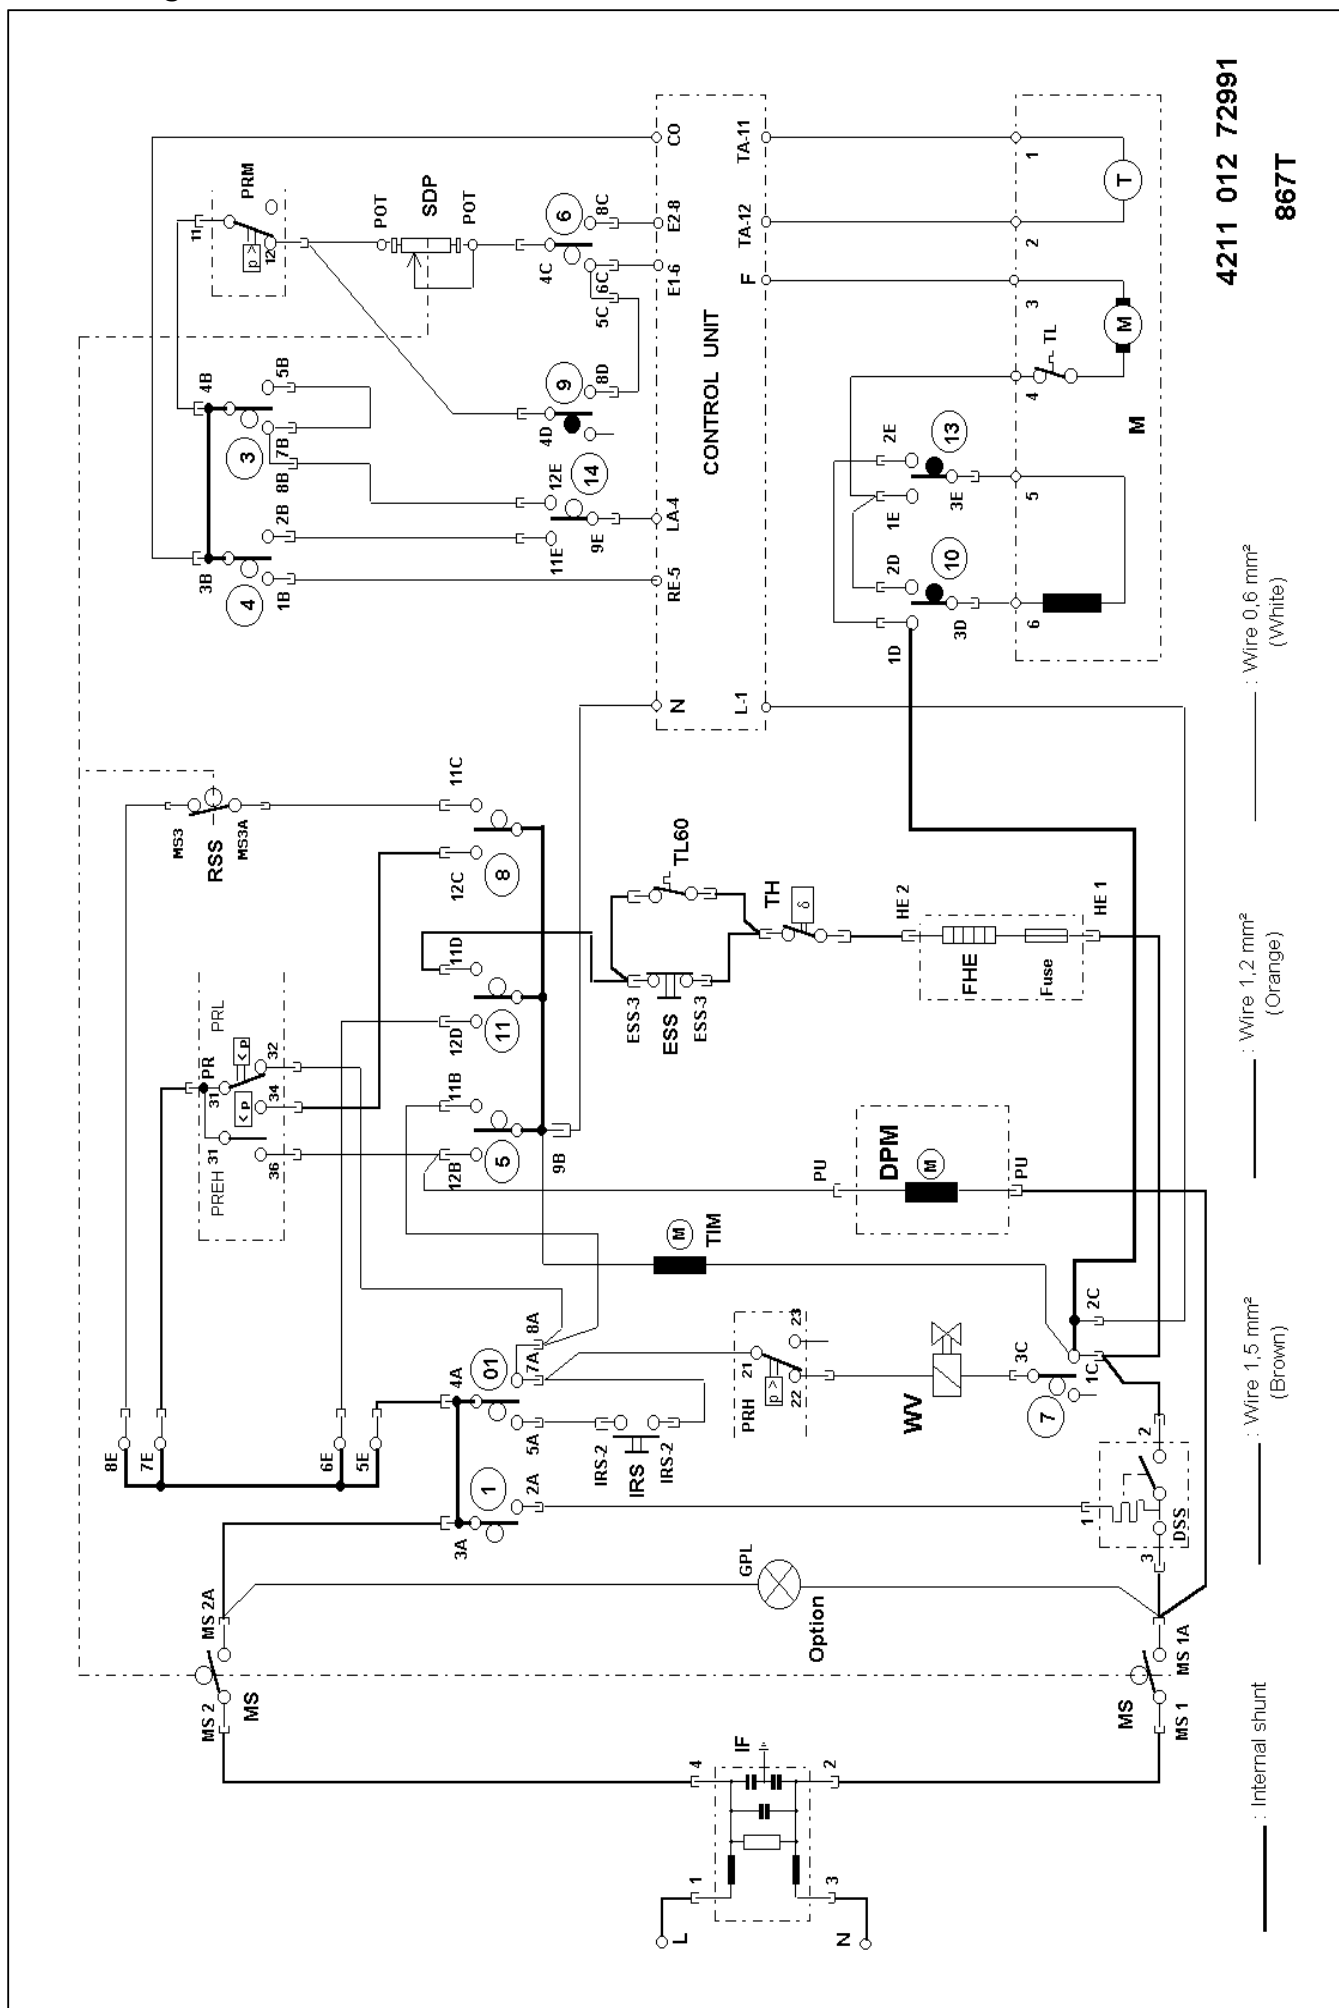 4211 012 72991
867T
CO
E2-8
E1-6
LA-4
RE-5
N
CONTROL UNIT
TA-11
TA-12
F
L-1
11
PRM
p >
12
POT
SDP
POT
4B
5B
3
7B
8B
2B
3B
4
1B
4C
6
8C
6C
5C
9
4D
8D
12E
14
11E
9E
1
T
2
3
M
TL
4
M
5
6
2E
13
1E
3E
2D
10
3D
1D
MS3
RSS
MS3A
11C
12C
8
11D
12D
11
11B
12B
5
9B
PRL
PR
< p
32
31
< p
34
31
PREH
36
TL60
TH
δ
ESS-3
ESS
ESS-3
HE 2
FHE
Fuse
HE 1
PU
DPM
M
PU
M
TIM
8E
7E
6E
5E
4A
01
8A
7A
5A
1
2A
3A
IRS-2
IRS
IRS-2
23
21
PRH
p >
22
WV
3C
7
2C
1C
2
1
DSS
3
GPL
Option
MS 2A
MS 2
MS
MS 1A
MS
MS 1
4
IF
2
1
3
L
N
: Internal shunt
: Wire 1,5 mm²
(Brown)
: Wire 1,2 mm²
(Orange)
: Wire 0,6 mm²
(White)